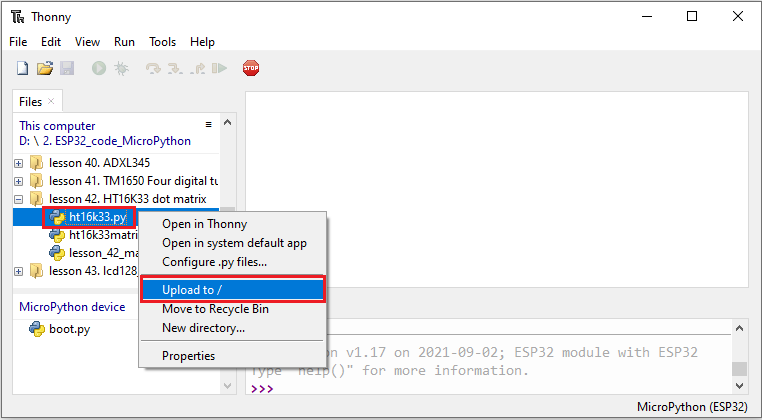 Thonny
File Edit View Run Tools Help
STOP
Files
This computer
D: \ 2. ESP32_code_MicroPython
lesson 40. ADXL345
lesson 41. TM1650 Four digital tu
lesson 42. HT16K33 dot matrix
ht16k33.py
ht16k33matri
lesson_42_ma
lesson 43. lcd128_
Open in Thonny
Open in system default app
Configure .py files...
Upload to /
Move to Recycle Bin
New directory...
Properties
MicroPython device
boot.py
on v1.17 on 2021-09-02; ESP32 module with ESP32
Type "help()" for more information.
>>>
MicroPython (ESP32)